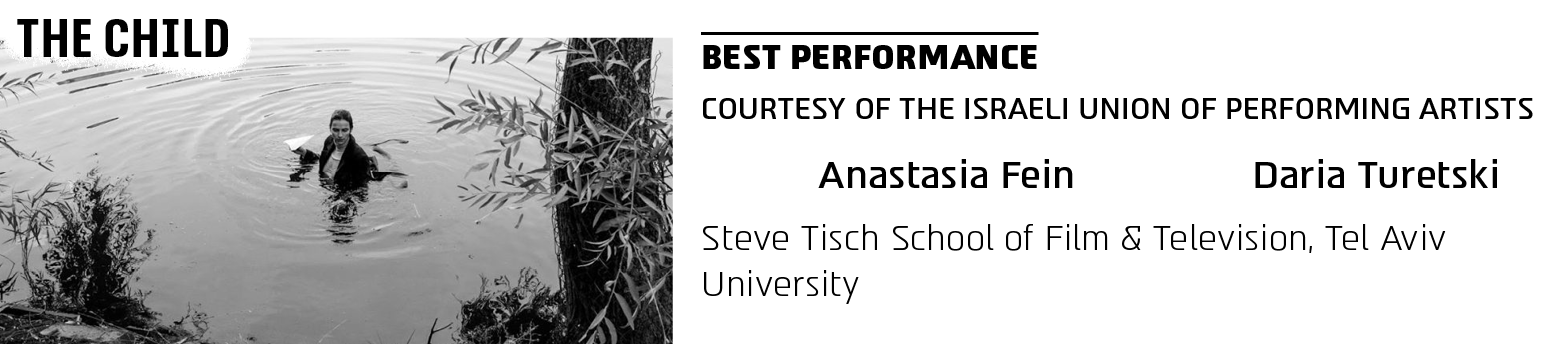 THE CHILD
BEST PERFORMANCE
COURTESY OF THE ISRAELI UNION OF PERFORMING ARTISTS
Anastasia Fein Daria Turetski
Steve Tisch School of Film & Television, Tel Aviv
University